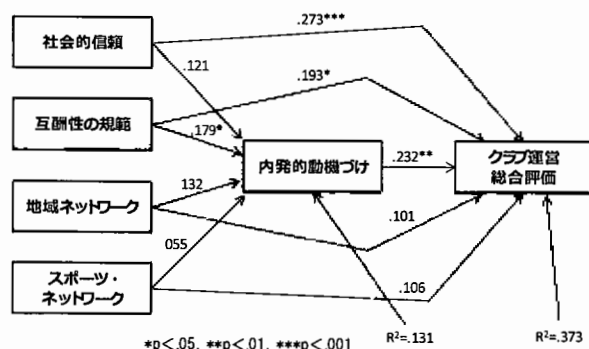 社会的信頼
.273***
.121
互酬性の規範
.193*
.179*
内発的動機づけ
.232**
クラブ運営
総合評価
地域ネットワーク
132
.101
055
スポーツ・
ネットワーク
.106
*p<.05, **p<.01, ***p<.001
R²=.131
R²=.373